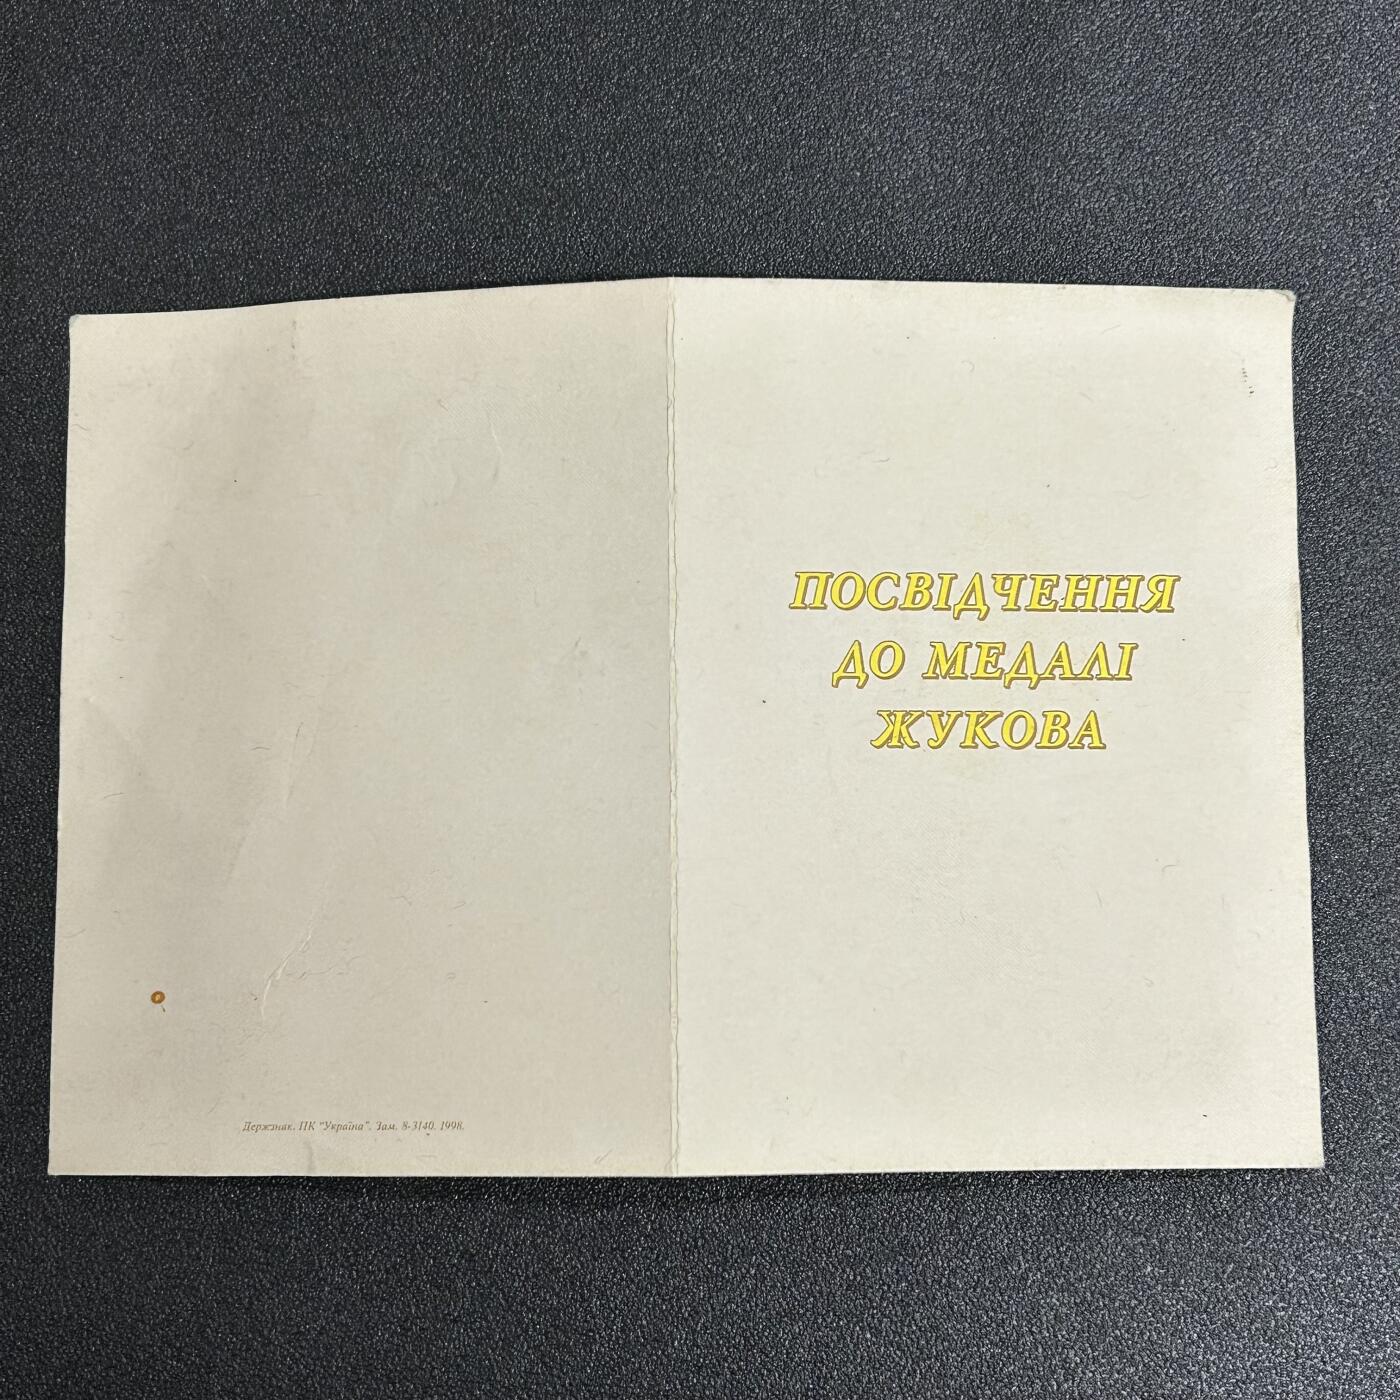 ПОСВІДЧЕННЯ
ДО МЕДАЛІ
ЖУКОВА
Держзнак. ПК "Україна". Зам. 8-3140. 1998.